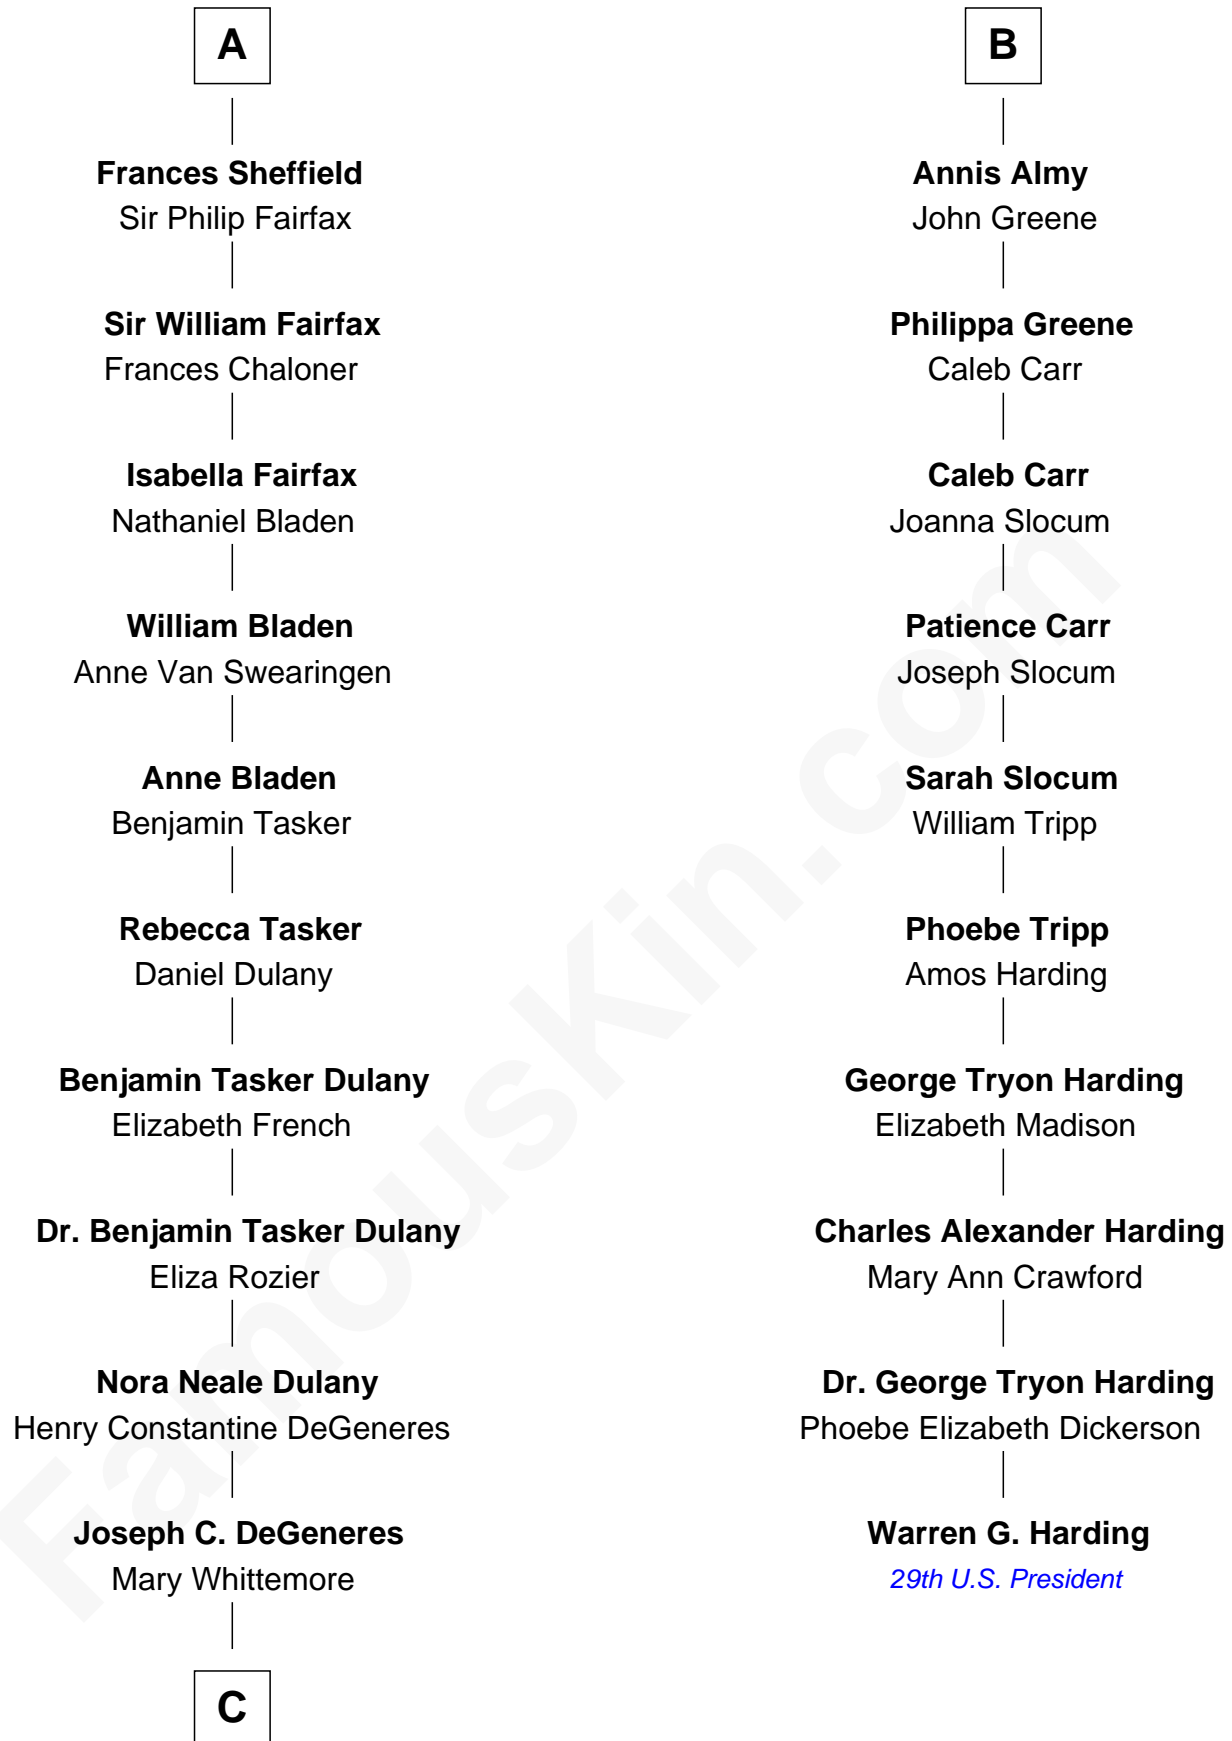 A
Frances Sheffield
Sir Philip Fairfax
Sir William Fairfax
Frances Chaloner
Isabella Fairfax
Nathaniel Bladen
William Bladen
Anne Van Swearingen
Anne Bladen
Benjamin Tasker
Rebecca Tasker
Daniel Dulany
Benjamin Tasker Dulany
Elizabeth French
Dr. Benjamin Tasker Dulany
Eliza Rozier
Nora Neale Dulany
Henry Constantine DeGeneres
Joseph C. DeGeneres
Mary Whittemore
C
B
Annis Almy
John Greene
Philippa Greene
Caleb Carr
Caleb Carr
Joanna Slocum
Patience Carr
Joseph Slocum
Sarah Slocum
William Tripp
Phoebe Tripp
Amos Harding
George Tryon Harding
Elizabeth Madison
Charles Alexander Harding
Mary Ann Crawford
Dr. George Tryon Harding
Phoebe Elizabeth Dickerson
Warren G. Harding
29th U.S. President
FamousKin.com